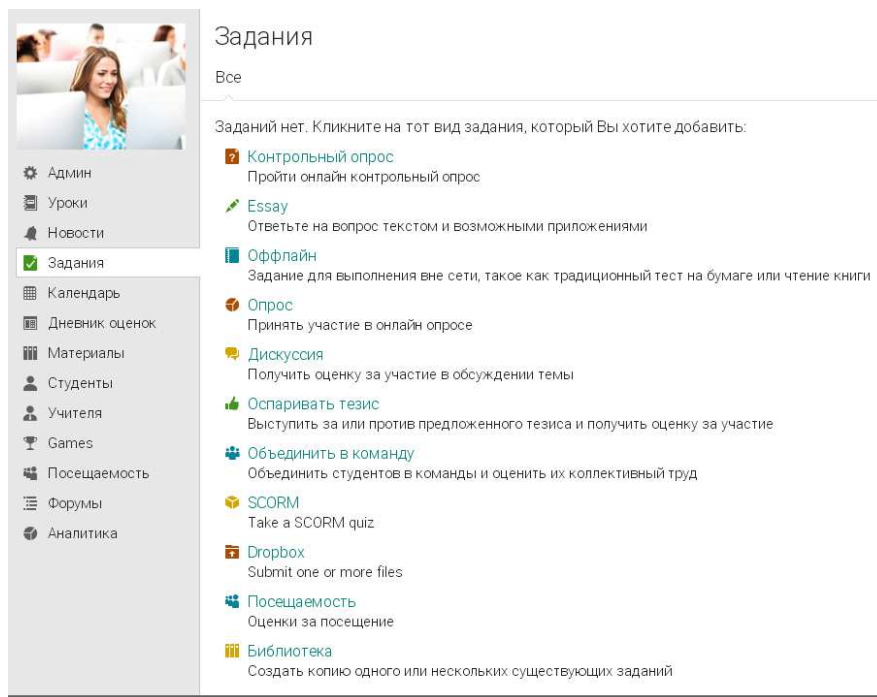 Задания
Все
Заданий нет. Кликните на тот вид задания, который Вы хотите добавить:
Контрольный опрос
Пройти онлайн контрольный опрос
Essay
Ответьте на вопрос текстом и возможными приложениями
Оффлайн
Задание для выполнения вне сети, такое как традиционный тест на бумаге или чтение книги
Опрос
Принять участие в онлайн опросе
Дискуссия
Получить оценку за участие в обсуждении темы
Оспаривать тезис
Выступить за или против предложенного тезиса и получить оценку за участие
Объединить в команду
Объединить студентов в команды и оценить их коллективный труд
SCORM
Take a SCORM quiz
Dropbox
Submit one or more files
Посещаемость
Оценки за посещение
Библиотека
Создать копию одного или нескольких существующих заданий
Админ
Уроки
Новости
Задания
Календарь
Дневник оценок
Материалы
Студенты
Учителя
Games
Посещаемость
Форумы
Аналитика